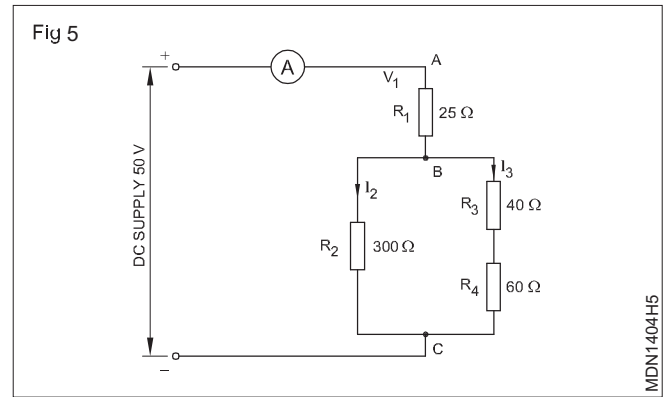 Fig 5
+
A
V1
A
R1
25 Ω
B
DC SUPPLY 50 V
I2
I3
R3
40 Ω
R2
300 Ω
R4
60 Ω
C
–
MDN1404H5